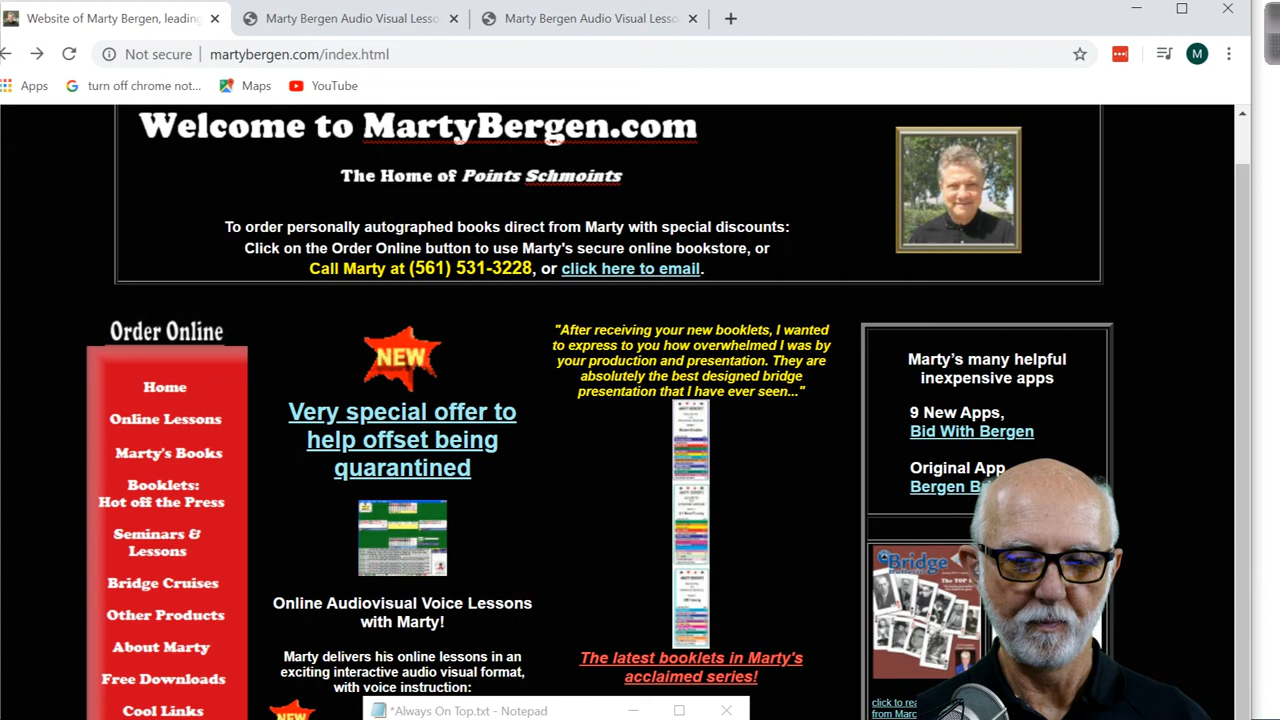 Website of Marty Bergen, leading
Marty Bergen Audio Visual Lesso
Marty Bergen Audio Visual Lesso
Not secure
martybergen.com/index.html
M
Apps
turn off chrome not...
Maps
YouTube
Welcome to MartyBergen.com
The Home of Points Schmoints
To order personally autographed books direct from Marty with special discounts:
Click on the Order Online button to use Marty's secure online bookstore, or
Call Marty at (561) 531-3228, or click here to email.
Order Online
Home
Online Lessons
Marty's Books
Booklets:
Hot off the Press
Seminars &
Lessons
Bridge Cruises
Other Products
About Marty
Free Downloads
Cool Links
NEW
Very special offer to
help offset being
quarantined
Online Audiovisual Voice Lessons
with Marty!
Marty delivers his online lessons in an
exciting interactive audio visual format,
with voice instruction:
NEW
"After receiving your new booklets, I wanted
to express to you how overwhelmed I was by
your production and presentation. They are
absolutely the best designed bridge
presentation that I have ever seen..."
The latest booklets in Marty's
acclaimed series!
Marty's many helpful
inexpensive apps
9 New Apps,
Bid With Bergen
Original App
Bergen
Bridge
The TOP
click to
from
*Always On Top.txt - Notepad